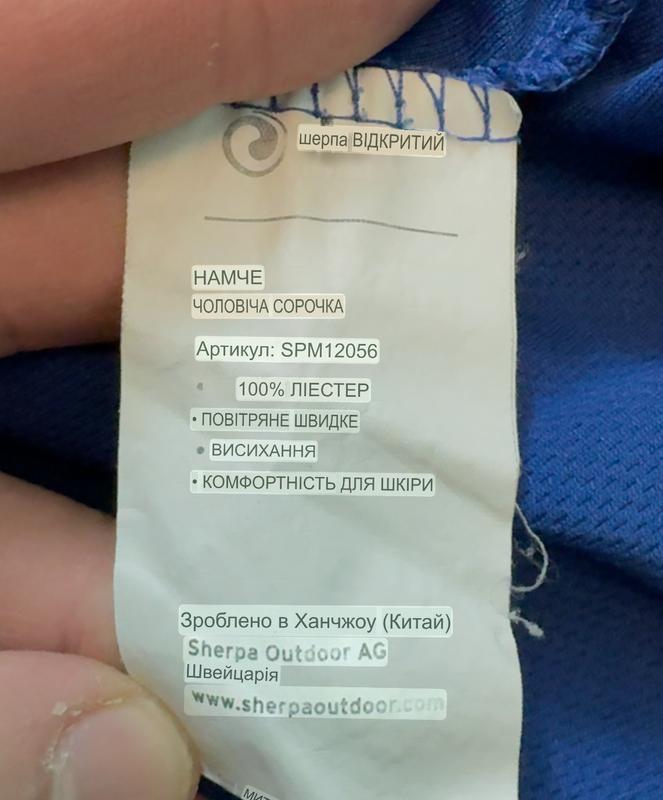 шерпа ВІДКРИТИЙ
НАМЧЕ
ЧОЛОВІЧА СОРОЧКА
Артикул: SPM12056
100% ЛІЕСТЕР
• ПОВІТРЯНЕ ШВИДКЕ
• ВИСИХАННЯ
• КОМФОРТНІСТЬ ДЛЯ ШКІРИ
Зроблено в Ханчжоу (Китай)
Sherpa Outdoor AG
Швейцарія
www.sherpaoutdoor.com